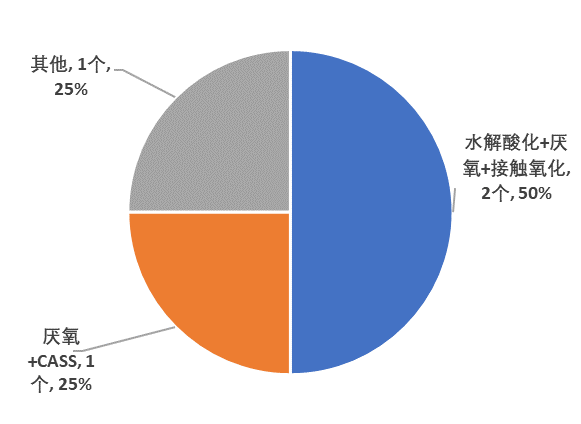 其他, 1个,
25%
水解酸化+厌
氧+接触氧化,
2个, 50%
厌氧
+CASS, 1
个, 25%